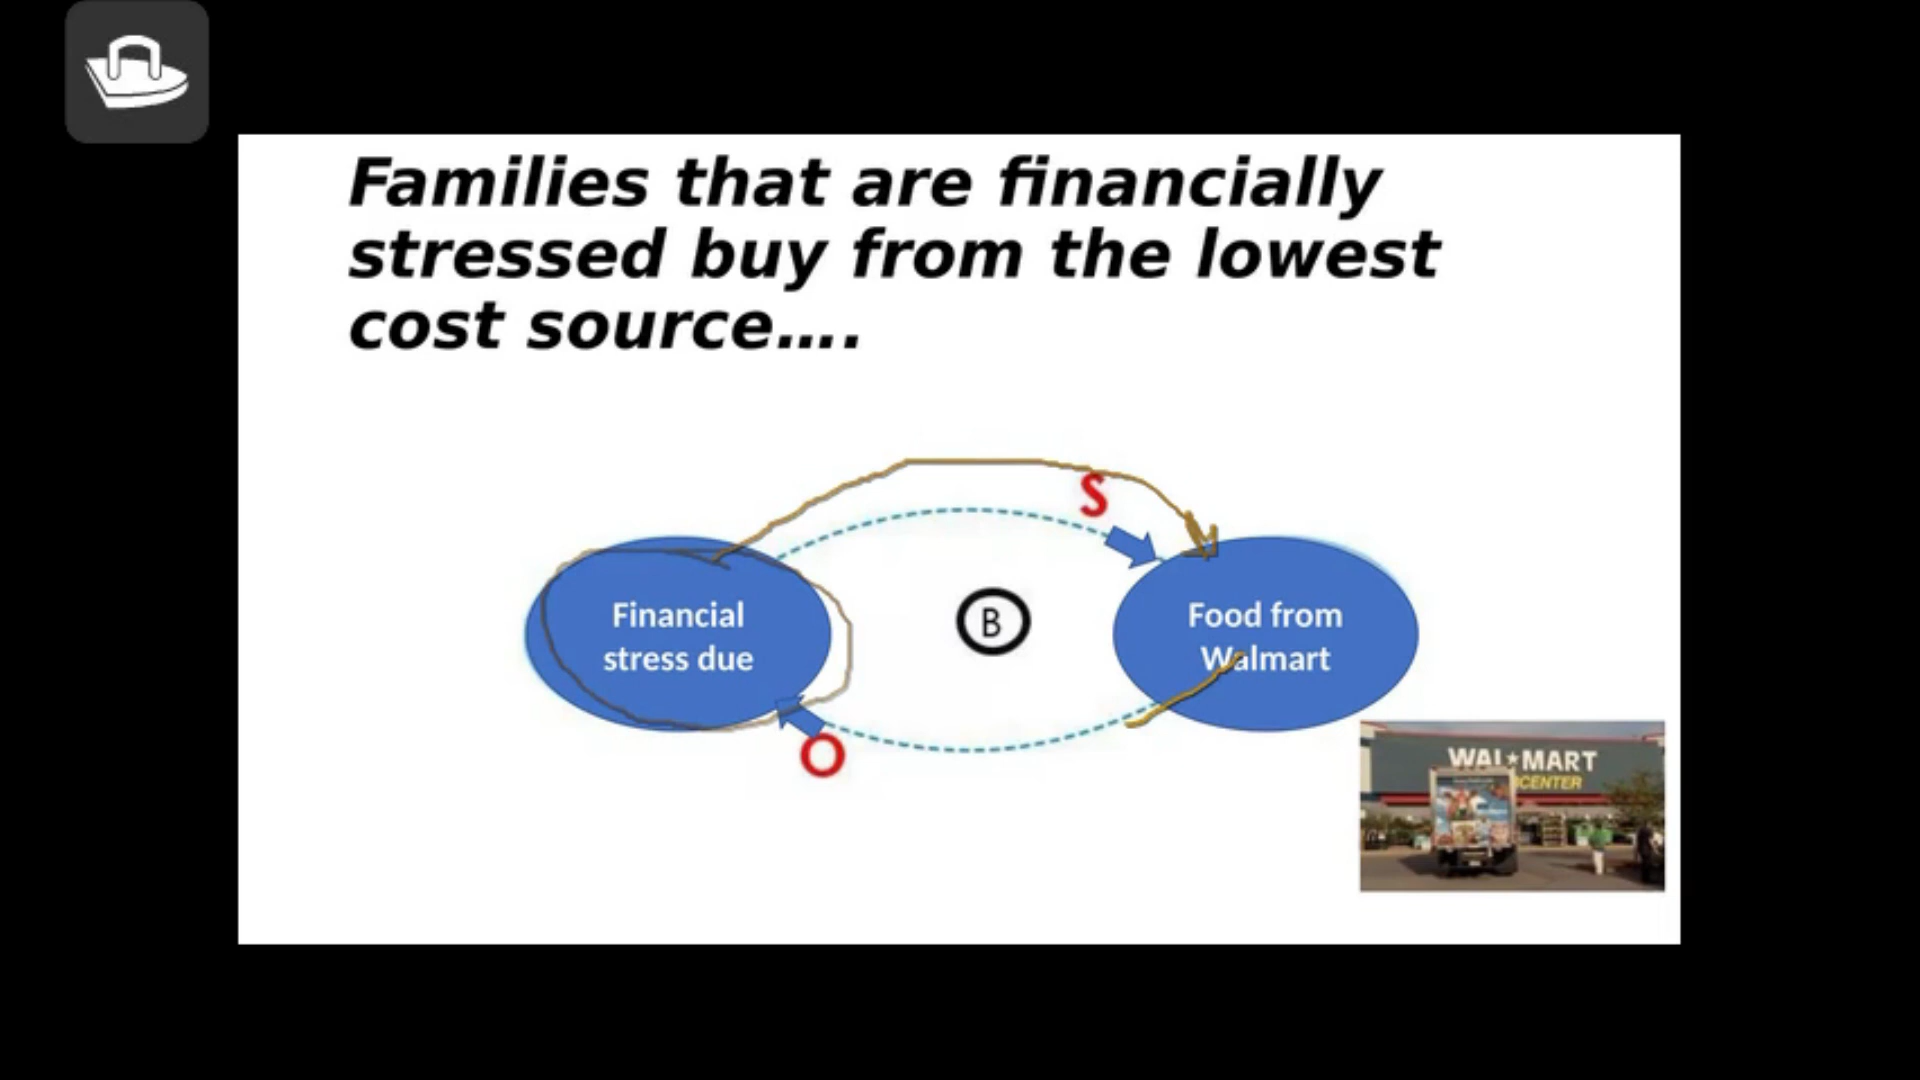 Families that are financially
stressed buy from the lowest
cost source....
S
Financial
stress due
B
Food from
Walmart
O
WAL★MART
CENTER